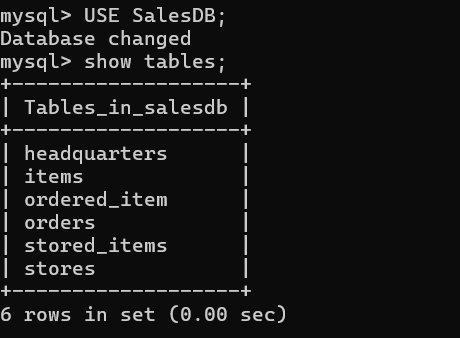 mysql> USE SalesDB;
Database changed
mysql> show tables;
+-------------------+
| Tables_in_salesdb |
+-------------------+
| headquarters      |
| items             |
| ordered_item      |
| orders            |
| stored_items      |
| stores            |
+-------------------+
6 rows in set (0.00 sec)